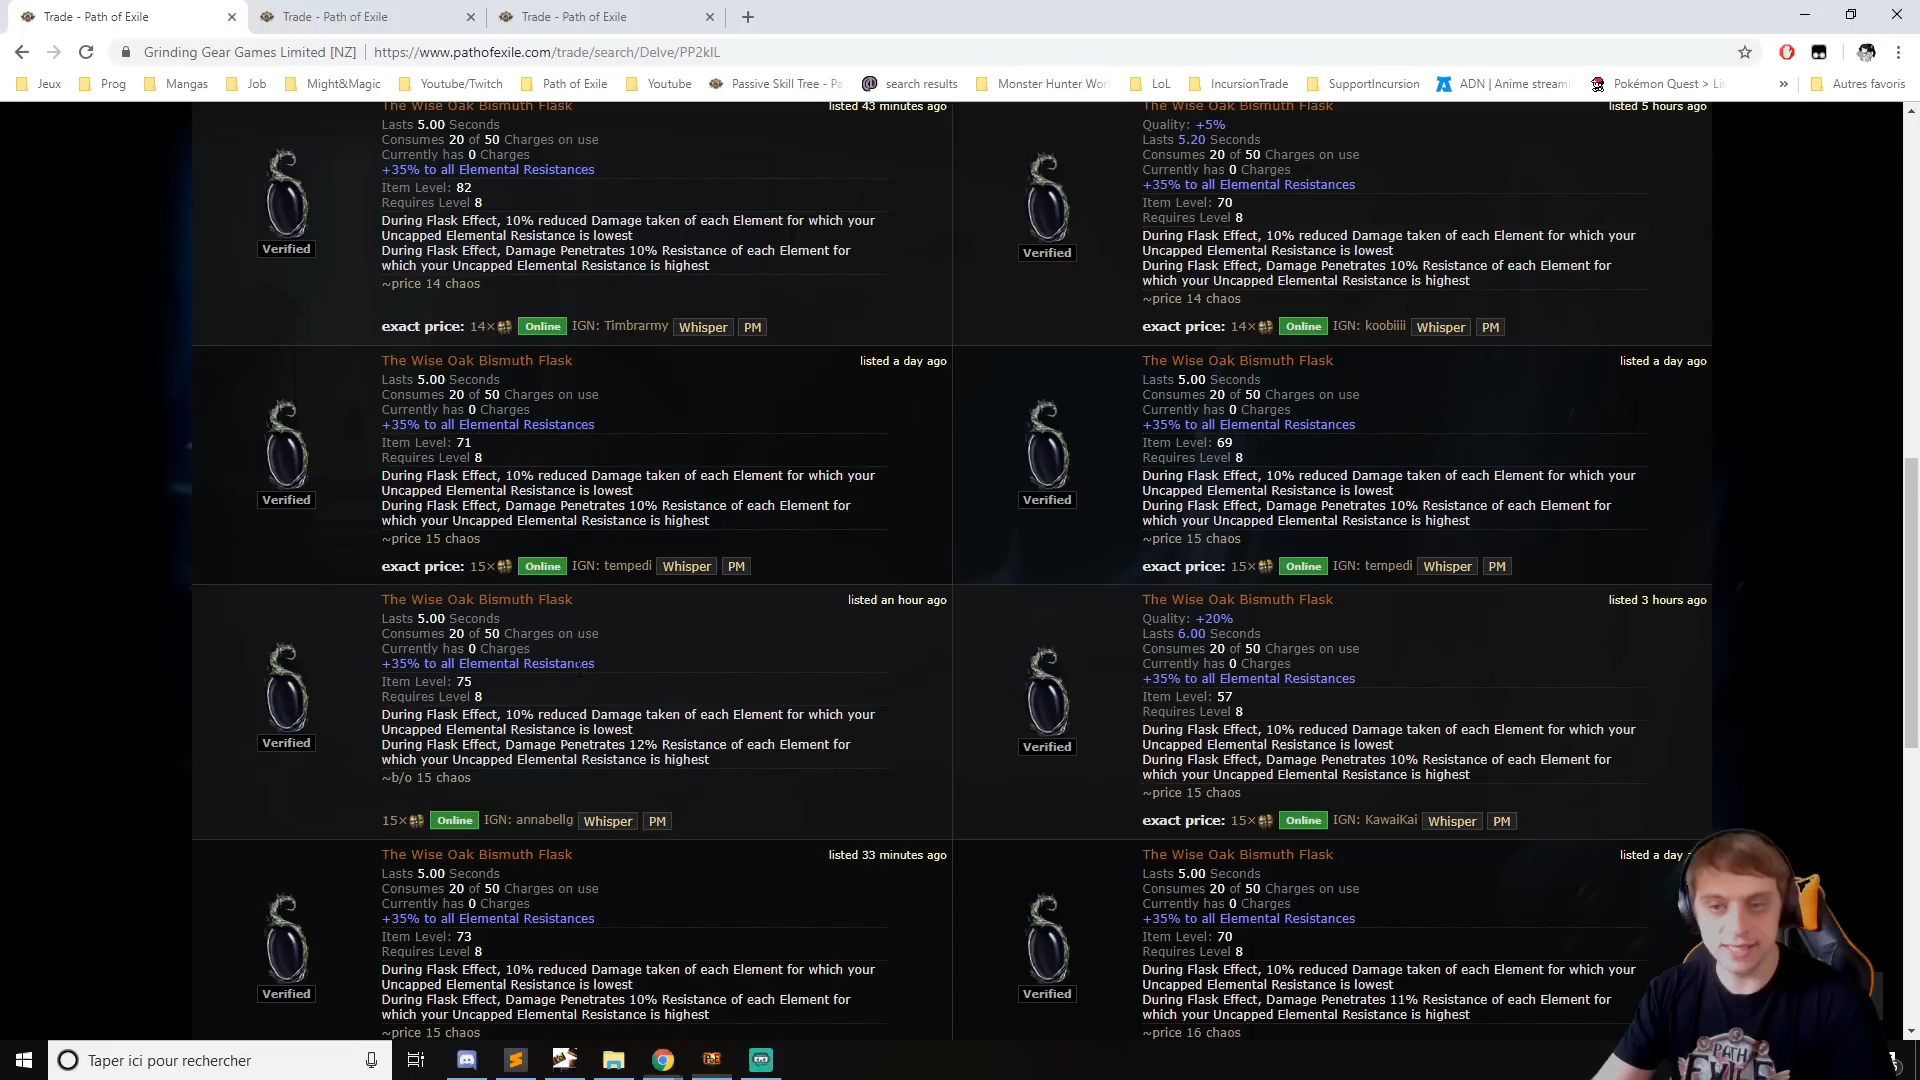 Trade - Path of Exile
Trade - Path of Exile
Trade - Path of Exile
Grinding Gear Games Limited [NZ] | https://www.pathofexile.com/trade/search/Delve/PP2kIL
Jeux Prog Mangas Job Might&Magic Youtube/Twitch Path of Exile Youtube Passive Skill Tree - Pa search results Monster Hunter Wor LoL IncursionTrade SupportIncursion ADN | Anime stream Pokémon Quest > Lis » Autres favoris
The Wise Oak Bismuth Flask
listed 43 minutes ago
Lasts 5.00 Seconds
Consumes 20 of 50 Charges on use
Currently has 0 Charges
+35% to all Elemental Resistances
Item Level: 82
Requires Level 8
During Flask Effect, 10% reduced Damage taken of each Element for which your
Uncapped Elemental Resistance is lowest
During Flask Effect, Damage Penetrates 10% Resistance of each Element for
which your Uncapped Elemental Resistance is highest
~price 14 chaos
Verified
exact price: 14× Online IGN: Timbrarmy Whisper PM
The Wise Oak Bismuth Flask
listed 5 hours ago
Quality: +5%
Lasts 5.20 Seconds
Consumes 20 of 50 Charges on use
Currently has 0 Charges
+35% to all Elemental Resistances
Item Level: 70
Requires Level 8
During Flask Effect, 10% reduced Damage taken of each Element for which your
Uncapped Elemental Resistance is lowest
During Flask Effect, Damage Penetrates 10% Resistance of each Element for
which your Uncapped Elemental Resistance is highest
~price 14 chaos
Verified
exact price: 14× Online IGN: koobiiii Whisper PM
The Wise Oak Bismuth Flask
listed a day ago
Lasts 5.00 Seconds
Consumes 20 of 50 Charges on use
Currently has 0 Charges
+35% to all Elemental Resistances
Item Level: 71
Requires Level 8
During Flask Effect, 10% reduced Damage taken of each Element for which your
Uncapped Elemental Resistance is lowest
During Flask Effect, Damage Penetrates 10% Resistance of each Element for
which your Uncapped Elemental Resistance is highest
~price 15 chaos
Verified
exact price: 15× Online IGN: tempedi Whisper PM
The Wise Oak Bismuth Flask
listed a day ago
Lasts 5.00 Seconds
Consumes 20 of 50 Charges on use
Currently has 0 Charges
+35% to all Elemental Resistances
Item Level: 69
Requires Level 8
During Flask Effect, 10% reduced Damage taken of each Element for which your
Uncapped Elemental Resistance is lowest
During Flask Effect, Damage Penetrates 10% Resistance of each Element for
which your Uncapped Elemental Resistance is highest
~price 15 chaos
Verified
exact price: 15× Online IGN: tempedi Whisper PM
The Wise Oak Bismuth Flask
listed an hour ago
Lasts 5.00 Seconds
Consumes 20 of 50 Charges on use
Currently has 0 Charges
+35% to all Elemental Resistances
Item Level: 75
Requires Level 8
During Flask Effect, 10% reduced Damage taken of each Element for which your
Uncapped Elemental Resistance is lowest
During Flask Effect, Damage Penetrates 12% Resistance of each Element for
which your Uncapped Elemental Resistance is highest
~b/o 15 chaos
Verified
15× Online IGN: annabellg Whisper PM
The Wise Oak Bismuth Flask
listed 3 hours ago
Quality: +20%
Lasts 6.00 Seconds
Consumes 20 of 50 Charges on use
Currently has 0 Charges
+35% to all Elemental Resistances
Item Level: 57
Requires Level 8
During Flask Effect, 10% reduced Damage taken of each Element for which your
Uncapped Elemental Resistance is lowest
During Flask Effect, Damage Penetrates 10% Resistance of each Element for
which your Uncapped Elemental Resistance is highest
~price 15 chaos
Verified
exact price: 15× Online IGN: KawaiKai Whisper PM
The Wise Oak Bismuth Flask
listed 33 minutes ago
Lasts 5.00 Seconds
Consumes 20 of 50 Charges on use
Currently has 0 Charges
+35% to all Elemental Resistances
Item Level: 73
Requires Level 8
During Flask Effect, 10% reduced Damage taken of each Element for which your
Uncapped Elemental Resistance is lowest
During Flask Effect, Damage Penetrates 10% Resistance of each Element for
which your Uncapped Elemental Resistance is highest
~price 15 chaos
Verified
The Wise Oak Bismuth Flask
listed a day a
Lasts 5.00 Seconds
Consumes 20 of 50 Charges on use
Currently has 0 Charges
+35% to all Elemental Resistances
Item Level: 70
Requires Level 8
During Flask Effect, 10% reduced Damage taken of each Element for which your
Uncapped Elemental Resistance is lowest
During Flask Effect, Damage Penetrates 11% Resistance of each Element for
which your Uncapped Elemental Resistance is highest
~price 16 chaos
Verified
PATH
EXILE
Taper ici pour rechercher
PoE